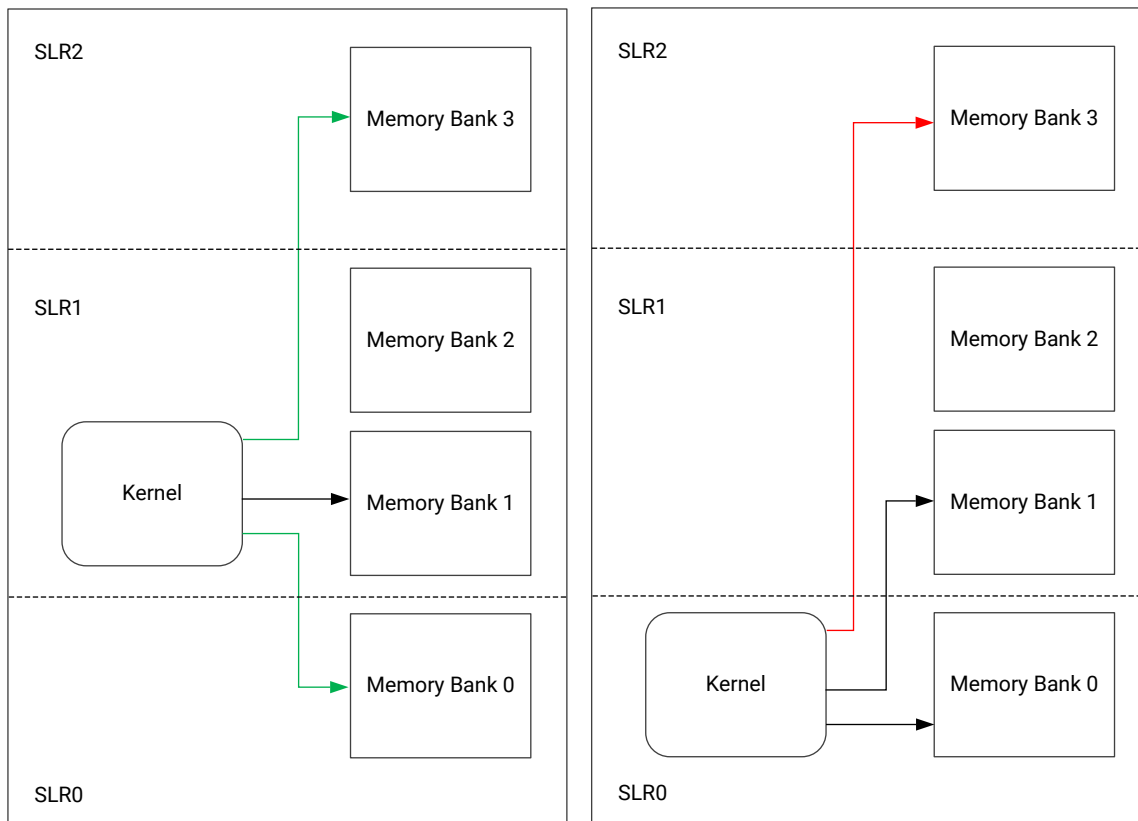 SLR2
Memory Bank 3
SLR1
Memory Bank 2
Kernel
Memory Bank 1
Memory Bank 0
SLR0
SLR2
Memory Bank 3
SLR1
Memory Bank 2
Memory Bank 1
Kernel
Memory Bank 0
SLR0